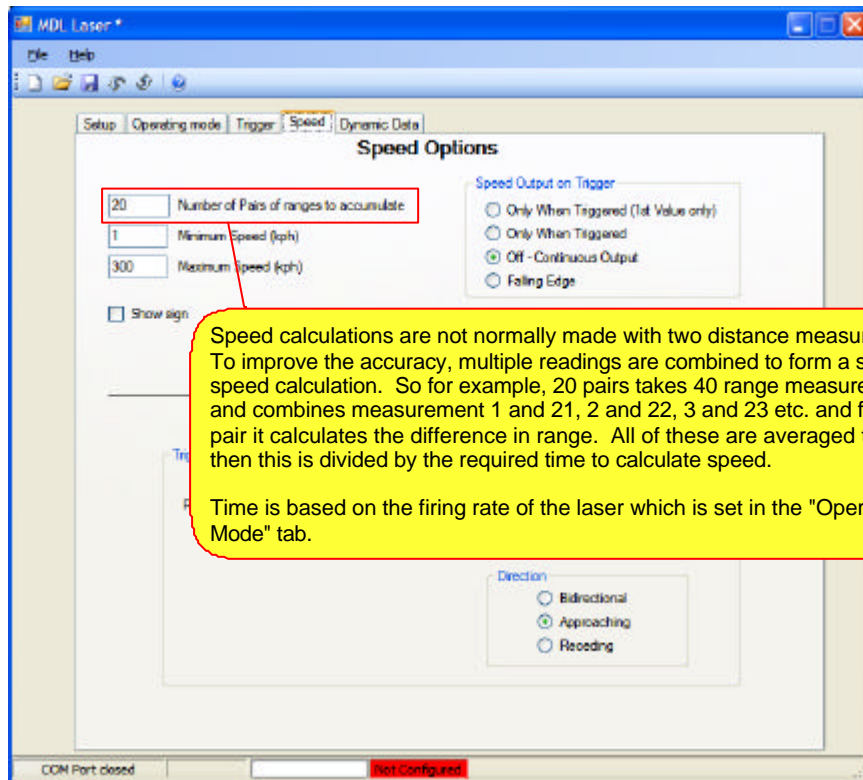 MDL Laser *
File Help
Setup Operating mode Trigger Speed Dynamic Data
Speed Options
20 Number of Pairs of ranges to accumulate
1 Minimum Speed (kph)
300 Maximum Speed (kph)
Show sign
Speed Output on Trigger
Only When Triggered (1st Value only)
Only When Triggered
Off - Continuous Output
Falling Edge
Speed calculations are not normally made with two distance measu
To improve the accuracy, multiple readings are combined to form a s
speed calculation. So for example, 20 pairs takes 40 range measure
and combines measurement 1 and 21, 2 and 22, 3 and 23 etc. and f
pair it calculates the difference in range. All of these are averaged
then this is divided by the required time to calculate speed.
Time is based on the firing rate of the laser which is set in the "Oper
Mode" tab.
Direction
Bidirectional
Approaching
Receding
COM Port closed Not Configured